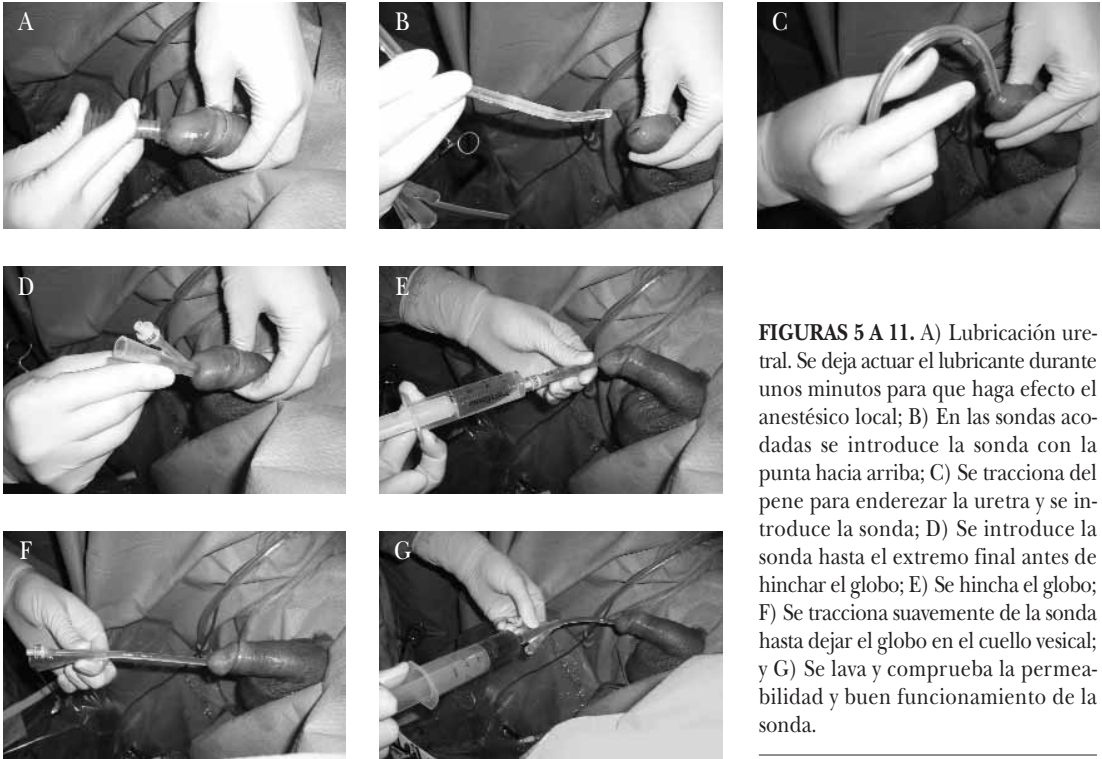 A
B
C
D
E
F
G
FIGURAS 5 A 11. A) Lubricación ure-
tral. Se deja actuar el lubricante durante
unos minutos para que haga efecto el
anestésico local; B) En las sondas aco-
dadas se introduce la sonda con la
punta hacia arriba; C) Se tracciona del
pene para enderezar la uretra y se in-
troduce la sonda; D) Se introduce la
sonda hasta el extremo final antes de
hinchar el globo; E) Se hincha el globo;
F) Se tracciona suavemente de la sonda
hasta dejar el globo en el cuello vesical;
y G) Se lava y comprueba la permea-
bilidad y buen funcionamiento de la
sonda.